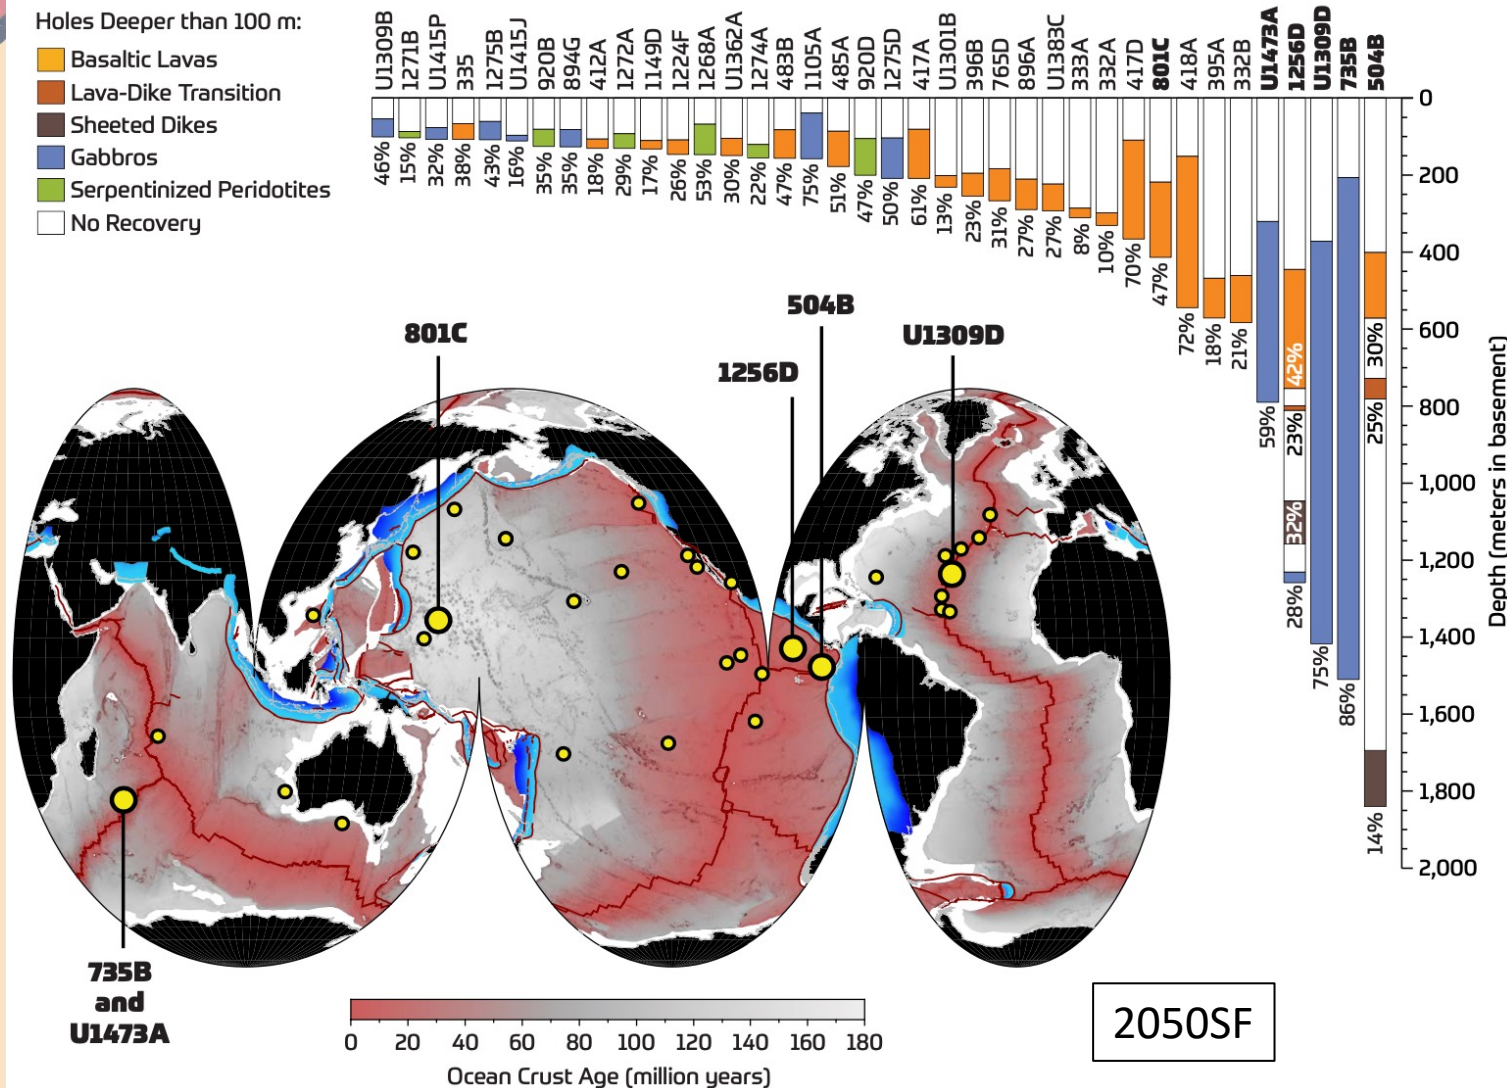 Holes Deeper than 100 m:
Basaltic Lavas
Lava-Dike Transition
Sheeted Dikes
Gabbros
Serpentinized Peridotites
No Recovery
U1309B
1271B
U1415P
335
1275B
U1415J
920B
894G
412A
1272A
1149D
1224F
1268A
U1362A
1274A
483B
1105A
485A
920D
1275D
417A
U1301B
396B
765D
896A
U1383C
333A
332A
417D
801C
418A
395A
332B
U1473A
1256D
U1309D
735B
504B
46%
15%
32%
38%
43%
16%
35%
35%
18%
29%
17%
26%
53%
30%
22%
47%
75%
51%
47%
50%
61%
13%
23%
31%
27%
27%
8%
10%
70%
47%
72%
18%
21%
59%
42%
23%
32%
28%
75%
86%
30%
25%
14%
0
200
400
600
800
1,000
1,200
1,400
1,600
1,800
2,000
Depth (meters in basement)
801C
504B
1256D
U1309D
735B
and
U1473A
0 20 40 60 80 100 120 140 160 180
Ocean Crust Age (million years)
2050SF